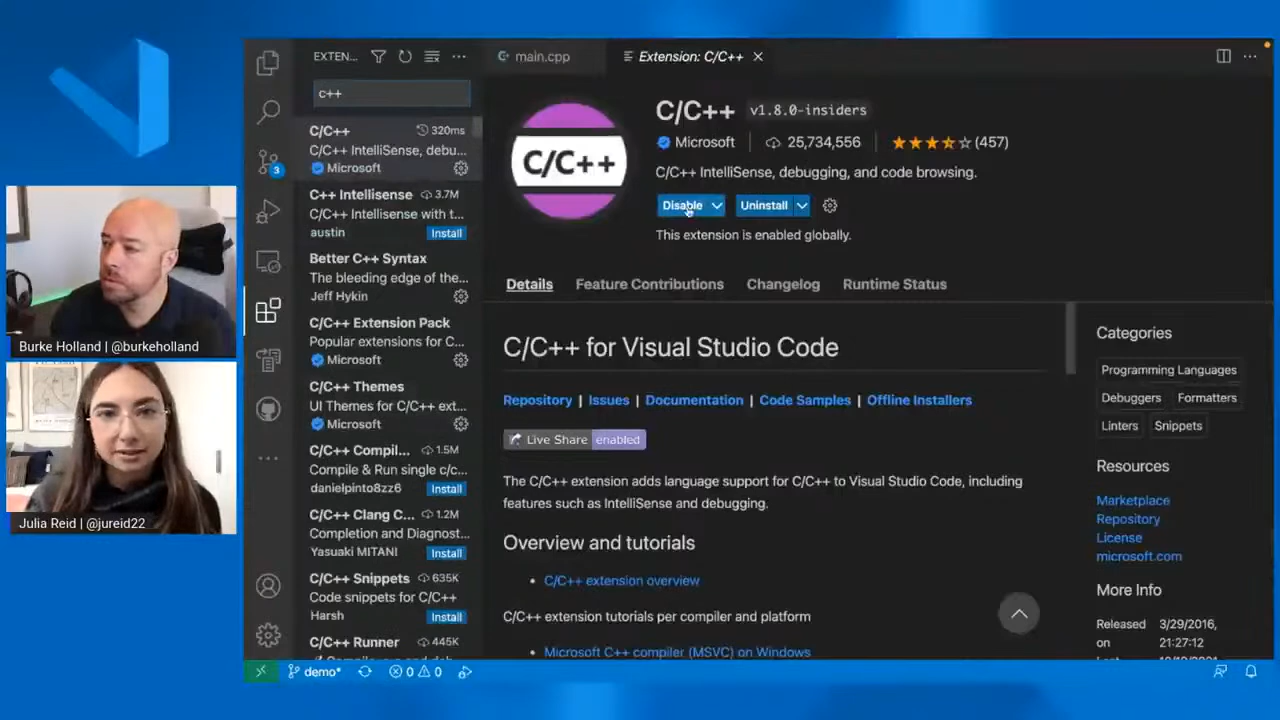 EXTEN...
main.cpp
Extension: C/C++
c++
C/C++
320ms
C/C++ IntelliSense, debu...
Microsoft
C++ Intellisense
3.7M
C/C++ Intellisense with t...
austin
Install
Better C++ Syntax
The bleeding edge of the...
Jeff Hykin
C/C++ Extension Pack
Popular extensions for C...
Microsoft
C/C++ Themes
UI Themes for C/C++ ext...
Microsoft
C/C++ Compil...
1.5M
Compile & Run single c/c...
danielpinto8zz6
Install
C/C++ Clang C...
1.2M
Completion and Diagnost...
Yasuaki MITANI
Install
C/C++ Snippets
635K
Code snippets for C/C++
Harsh
Install
C/C++ Runner
445K
3
C/C++
C/C++ v1.8.0-insiders
Microsoft
25,734,556
(457)
C/C++ IntelliSense, debugging, and code browsing.
Disable
Uninstall
This extension is enabled globally.
Details
Feature Contributions
Changelog
Runtime Status
C/C++ for Visual Studio Code
Repository | Issues | Documentation | Code Samples | Offline Installers
Live Share enabled
The C/C++ extension adds language support for C/C++ to Visual Studio Code, including
features such as IntelliSense and debugging.
Overview and tutorials
• C/C++ extension overview
C/C++ extension tutorials per compiler and platform
• Microsoft C++ compiler (MSVC) on Windows
Categories
Programming Languages
Debuggers
Formatters
Linters
Snippets
Resources
Marketplace
Repository
License
microsoft.com
More Info
Released 3/29/2016,
on 21:27:12
demo*
0
0
Burke Holland | @burkeholland
Julia Reid | @jureid22